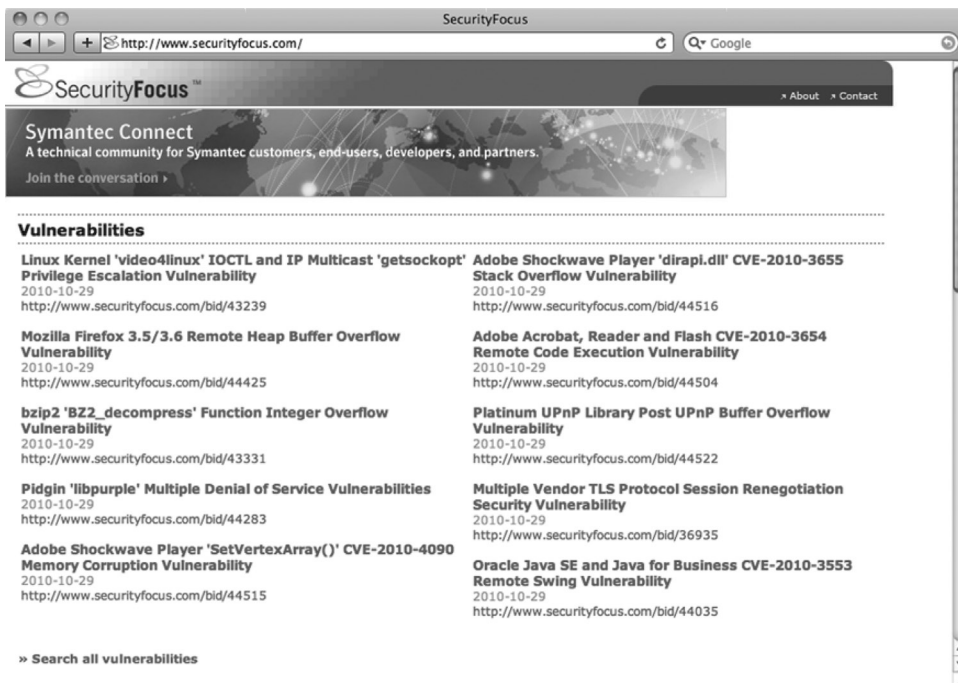 SecurityFocus
http://www.securityfocus.com/
Google
SecurityFocus™
About Contact
Symantec Connect
A technical community for Symantec customers, end-users, developers, and partners.
Join the conversation
Vulnerabilities
Linux Kernel 'video4linux' IOCTL and IP Multicast 'getsockopt'
Privilege Escalation Vulnerability
2010-10-29
http://www.securityfocus.com/bid/43239
Mozilla Firefox 3.5/3.6 Remote Heap Buffer Overflow
Vulnerability
2010-10-29
http://www.securityfocus.com/bid/44425
bzip2 'BZ2_decompress' Function Integer Overflow
Vulnerability
2010-10-29
http://www.securityfocus.com/bid/43331
Pidgin 'libpurple' Multiple Denial of Service Vulnerabilities
2010-10-29
http://www.securityfocus.com/bid/44283
Adobe Shockwave Player 'SetVertexArray()' CVE-2010-4090
Memory Corruption Vulnerability
2010-10-29
http://www.securityfocus.com/bid/44515
Adobe Shockwave Player 'dirapi.dll' CVE-2010-3655
Stack Overflow Vulnerability
2010-10-29
http://www.securityfocus.com/bid/44516
Adobe Acrobat, Reader and Flash CVE-2010-3654
Remote Code Execution Vulnerability
2010-10-29
http://www.securityfocus.com/bid/44504
Platinum UPnP Library Post UPnP Buffer Overflow
Vulnerability
2010-10-29
http://www.securityfocus.com/bid/44522
Multiple Vendor TLS Protocol Session Renegotiation
Security Vulnerability
2010-10-29
http://www.securityfocus.com/bid/36935
Oracle Java SE and Java for Business CVE-2010-3553
Remote Swing Vulnerability
2010-10-29
http://www.securityfocus.com/bid/44035
» Search all vulnerabilities